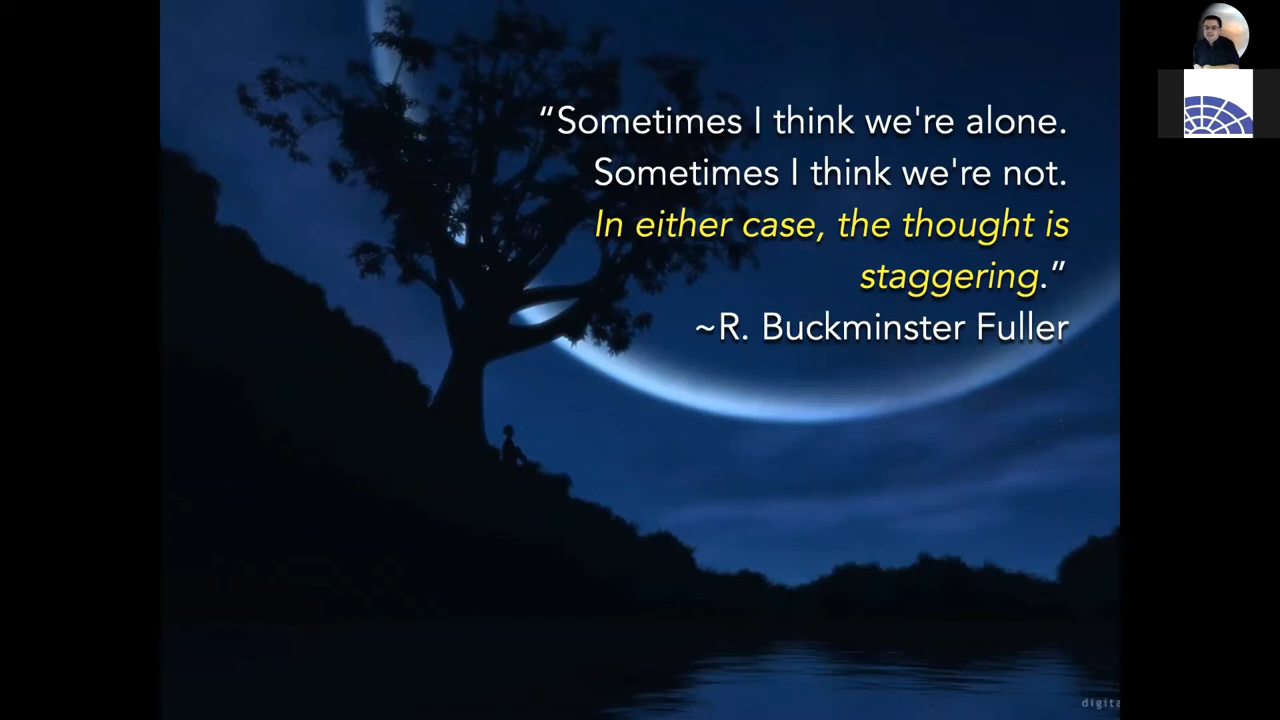 “Sometimes I think we're alone.
Sometimes I think we're not.
In either case, the thought is
staggering.”
~R. Buckminster Fuller
digita